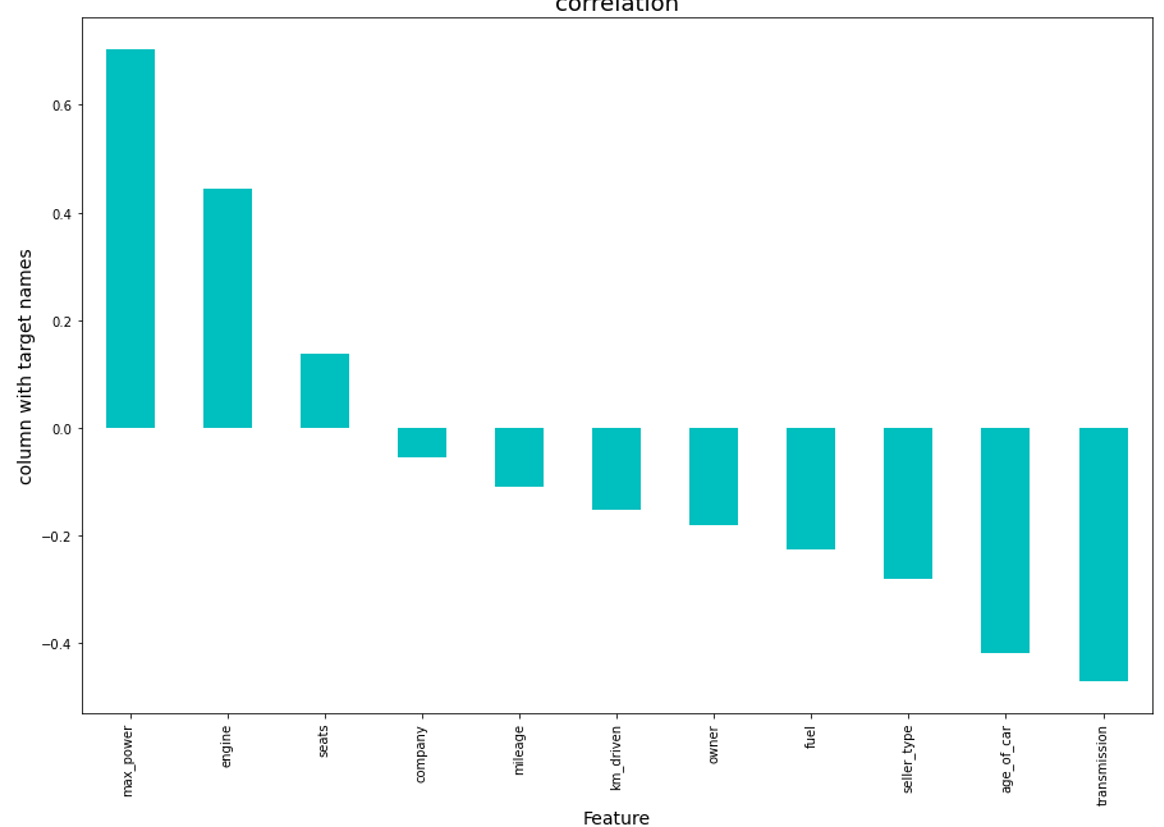 correlation
column with target names
0.6
0.4
0.2
0.0
−0.2
−0.4
max_power
engine
seats
company
mileage
km_driven
owner
fuel
seller_type
age_of_car
transmission
Feature